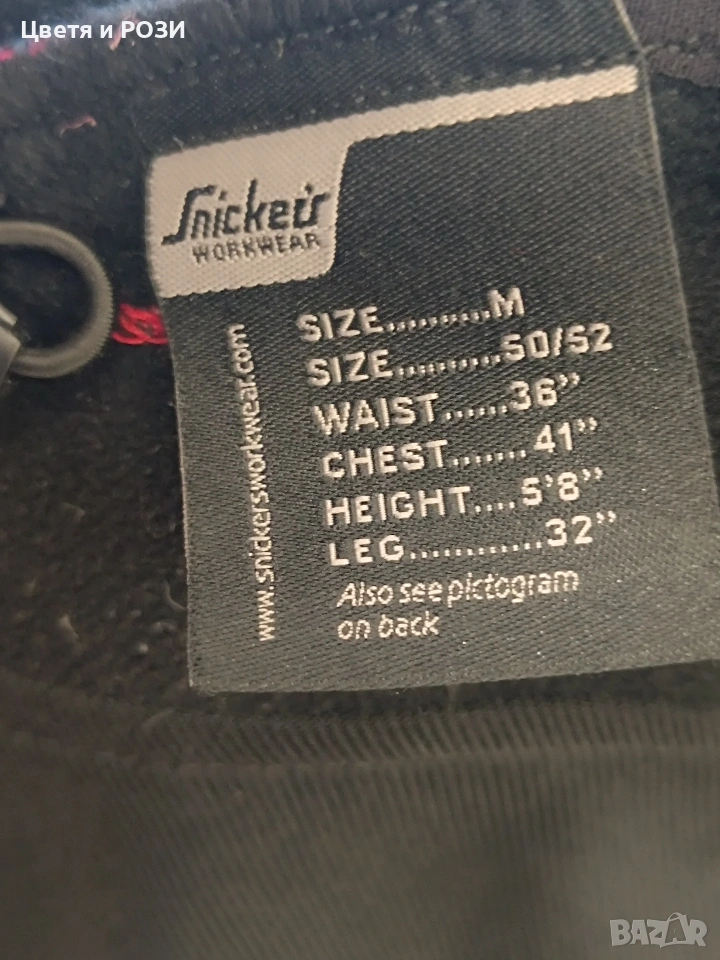 Цветя и РОЗИ
Snickers
WORKWEAR
www.snickersworkwear.com
SIZE..........M
SIZE..........50/52
WAIST......36”
CHEST.......41”
HEIGHT....5’8”
LEG............32”
Also see pictogram
on back
BAZAR